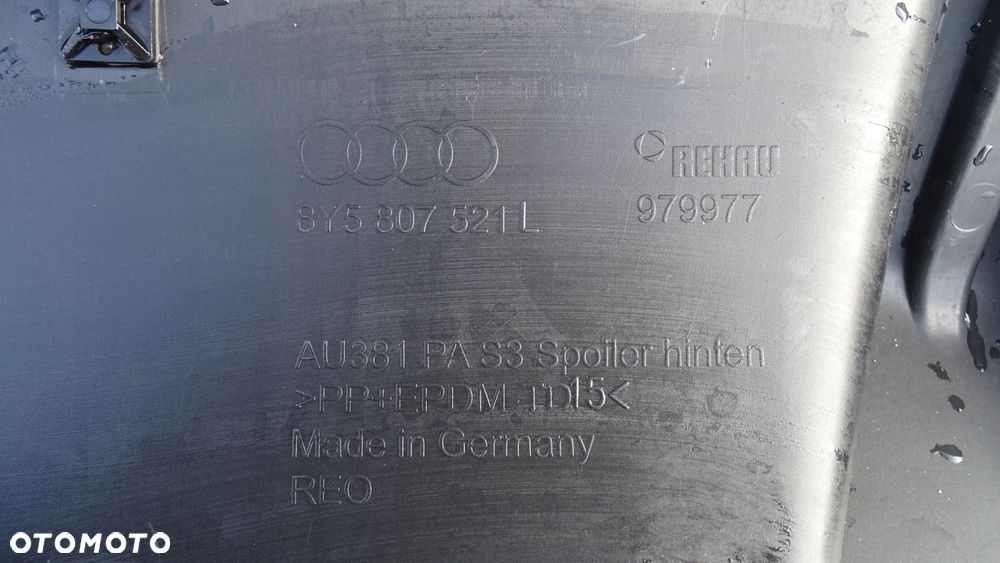 REHAU
8Y5 807 521 L
979977
AU381 PA S3 Spoiler hinten
>PP+EPDM-TD15<
Made in Germany
REO
OTOMOTO